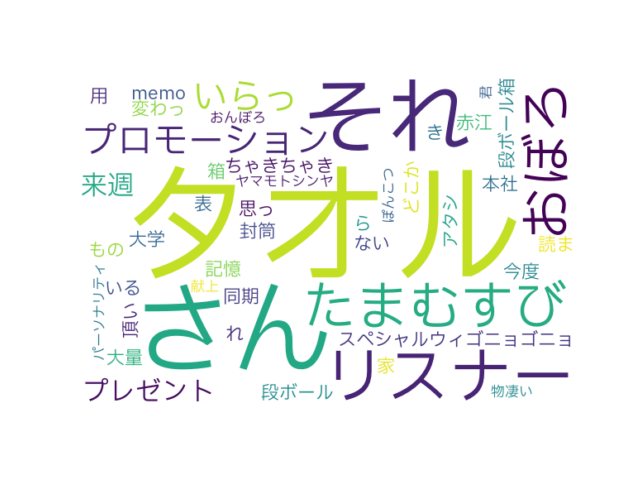 用
memo
変わっ
いらっ
おんぼろ
それ
君
段ボール箱
赤江
き
プロモーション
おぼろ
来週
箱
ちゃきちゃき
ヤマモトシンヤ
ぽんこつ
どこか
本社
アタシ
タオル
表
思っ
大学
封筒
ら
ない
読ま
もの
記憶
今度
パーソナリティ
いる
頂いる
献上
同期
さん
たまむすび
れ
大量
スペシャルウィゴニョゴニョ
リスナー
家
プレゼント
段ボール
物凄い